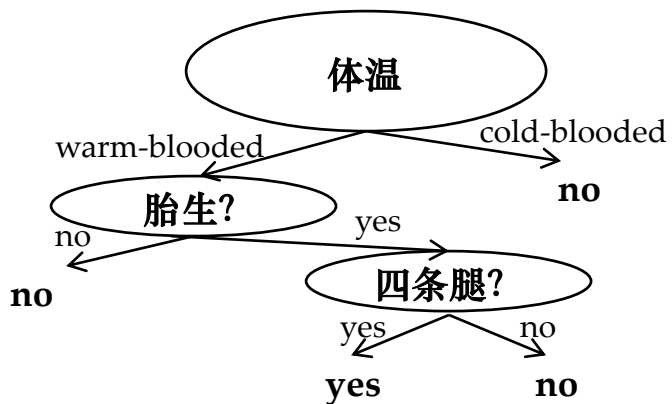 体温
warm-blooded
cold-blooded
no
胎生？
no
yes
no
四条腿？
yes
no
yes
no